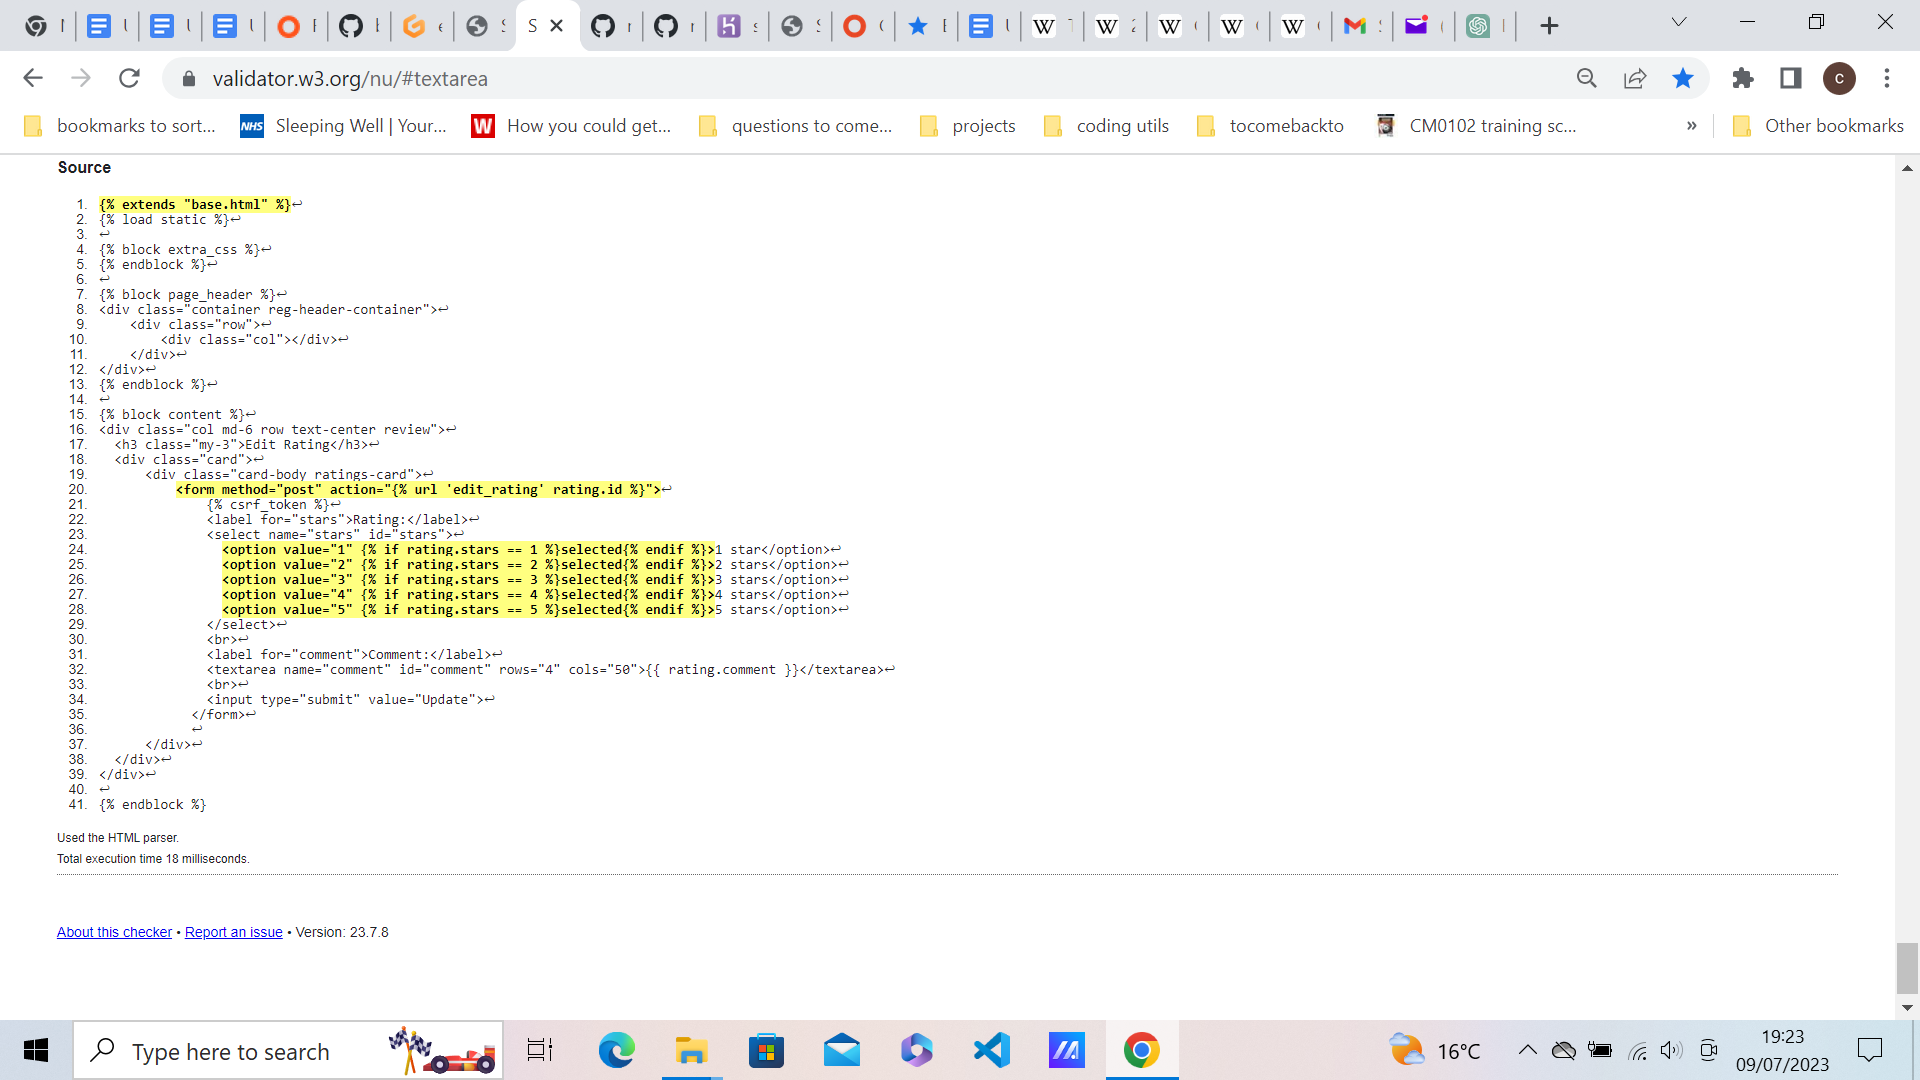 validator.w3.org/nu/#textarea
C
bookmarks to sort...
NHS
Sleeping Well | Your...
W
How you could get...
questions to come...
projects
coding utils
tocomebackto
CM0102 training sc...
»
Other bookmarks
Source
1. {% extends "base.html" %}↩
2. {% load static %}↩
3. ↩
4. {% block extra_css %}↩
5. {% endblock %}↩
6. ↩
7. {% block page_header %}↩
8. <div class="container reg-header-container">↩
9.     <div class="row">↩
10.         <div class="col"></div>↩
11.     </div>↩
12. </div>↩
13. {% endblock %}↩
14. ↩
15. {% block content %}↩
16. <div class="col md-6 row text-center review">↩
17.   <h3 class="my-3">Edit Rating</h3>↩
18.   <div class="card">↩
19.       <div class="card-body ratings-card">↩
20.           <form method="post" action="{% url 'edit_rating' rating.id %}">↩
21.               {% csrf_token %}↩
22.               <label for="stars">Rating:</label>↩
23.               <select name="stars" id="stars">↩
24.                 <option value="1" {% if rating.stars == 1 %}selected{% endif %}>1 star</option>↩
25.                 <option value="2" {% if rating.stars == 2 %}selected{% endif %}>2 stars</option>↩
26.                 <option value="3" {% if rating.stars == 3 %}selected{% endif %}>3 stars</option>↩
27.                 <option value="4" {% if rating.stars == 4 %}selected{% endif %}>4 stars</option>↩
28.                 <option value="5" {% if rating.stars == 5 %}selected{% endif %}>5 stars</option>↩
29.               </select>↩
30.               <br>↩
31.               <label for="comment">Comment:</label>↩
32.               <textarea name="comment" id="comment" rows="4" cols="50">{{ rating.comment }}</textarea>↩
33.               <br>↩
34.               <input type="submit" value="Update">↩
35.             </form>↩
36.             ↩
37.       </div>↩
38.   </div>↩
39. </div>↩
40. ↩
41. {% endblock %}
Used the HTML parser.
Total execution time 18 milliseconds.
About this checker • Report an issue • Version: 23.7.8
Type here to search
16°C
19:23
09/07/2023